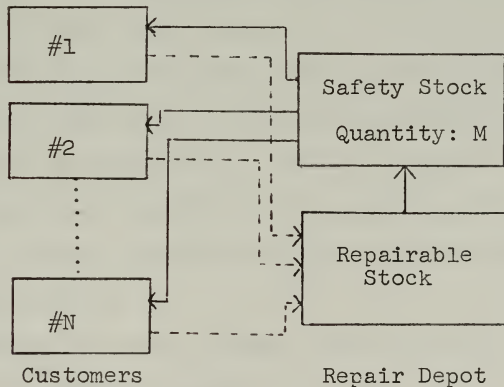 #1
#2
#N
Customers
Safety Stock
Quantity: M
Repairable
Stock
Repair Depot